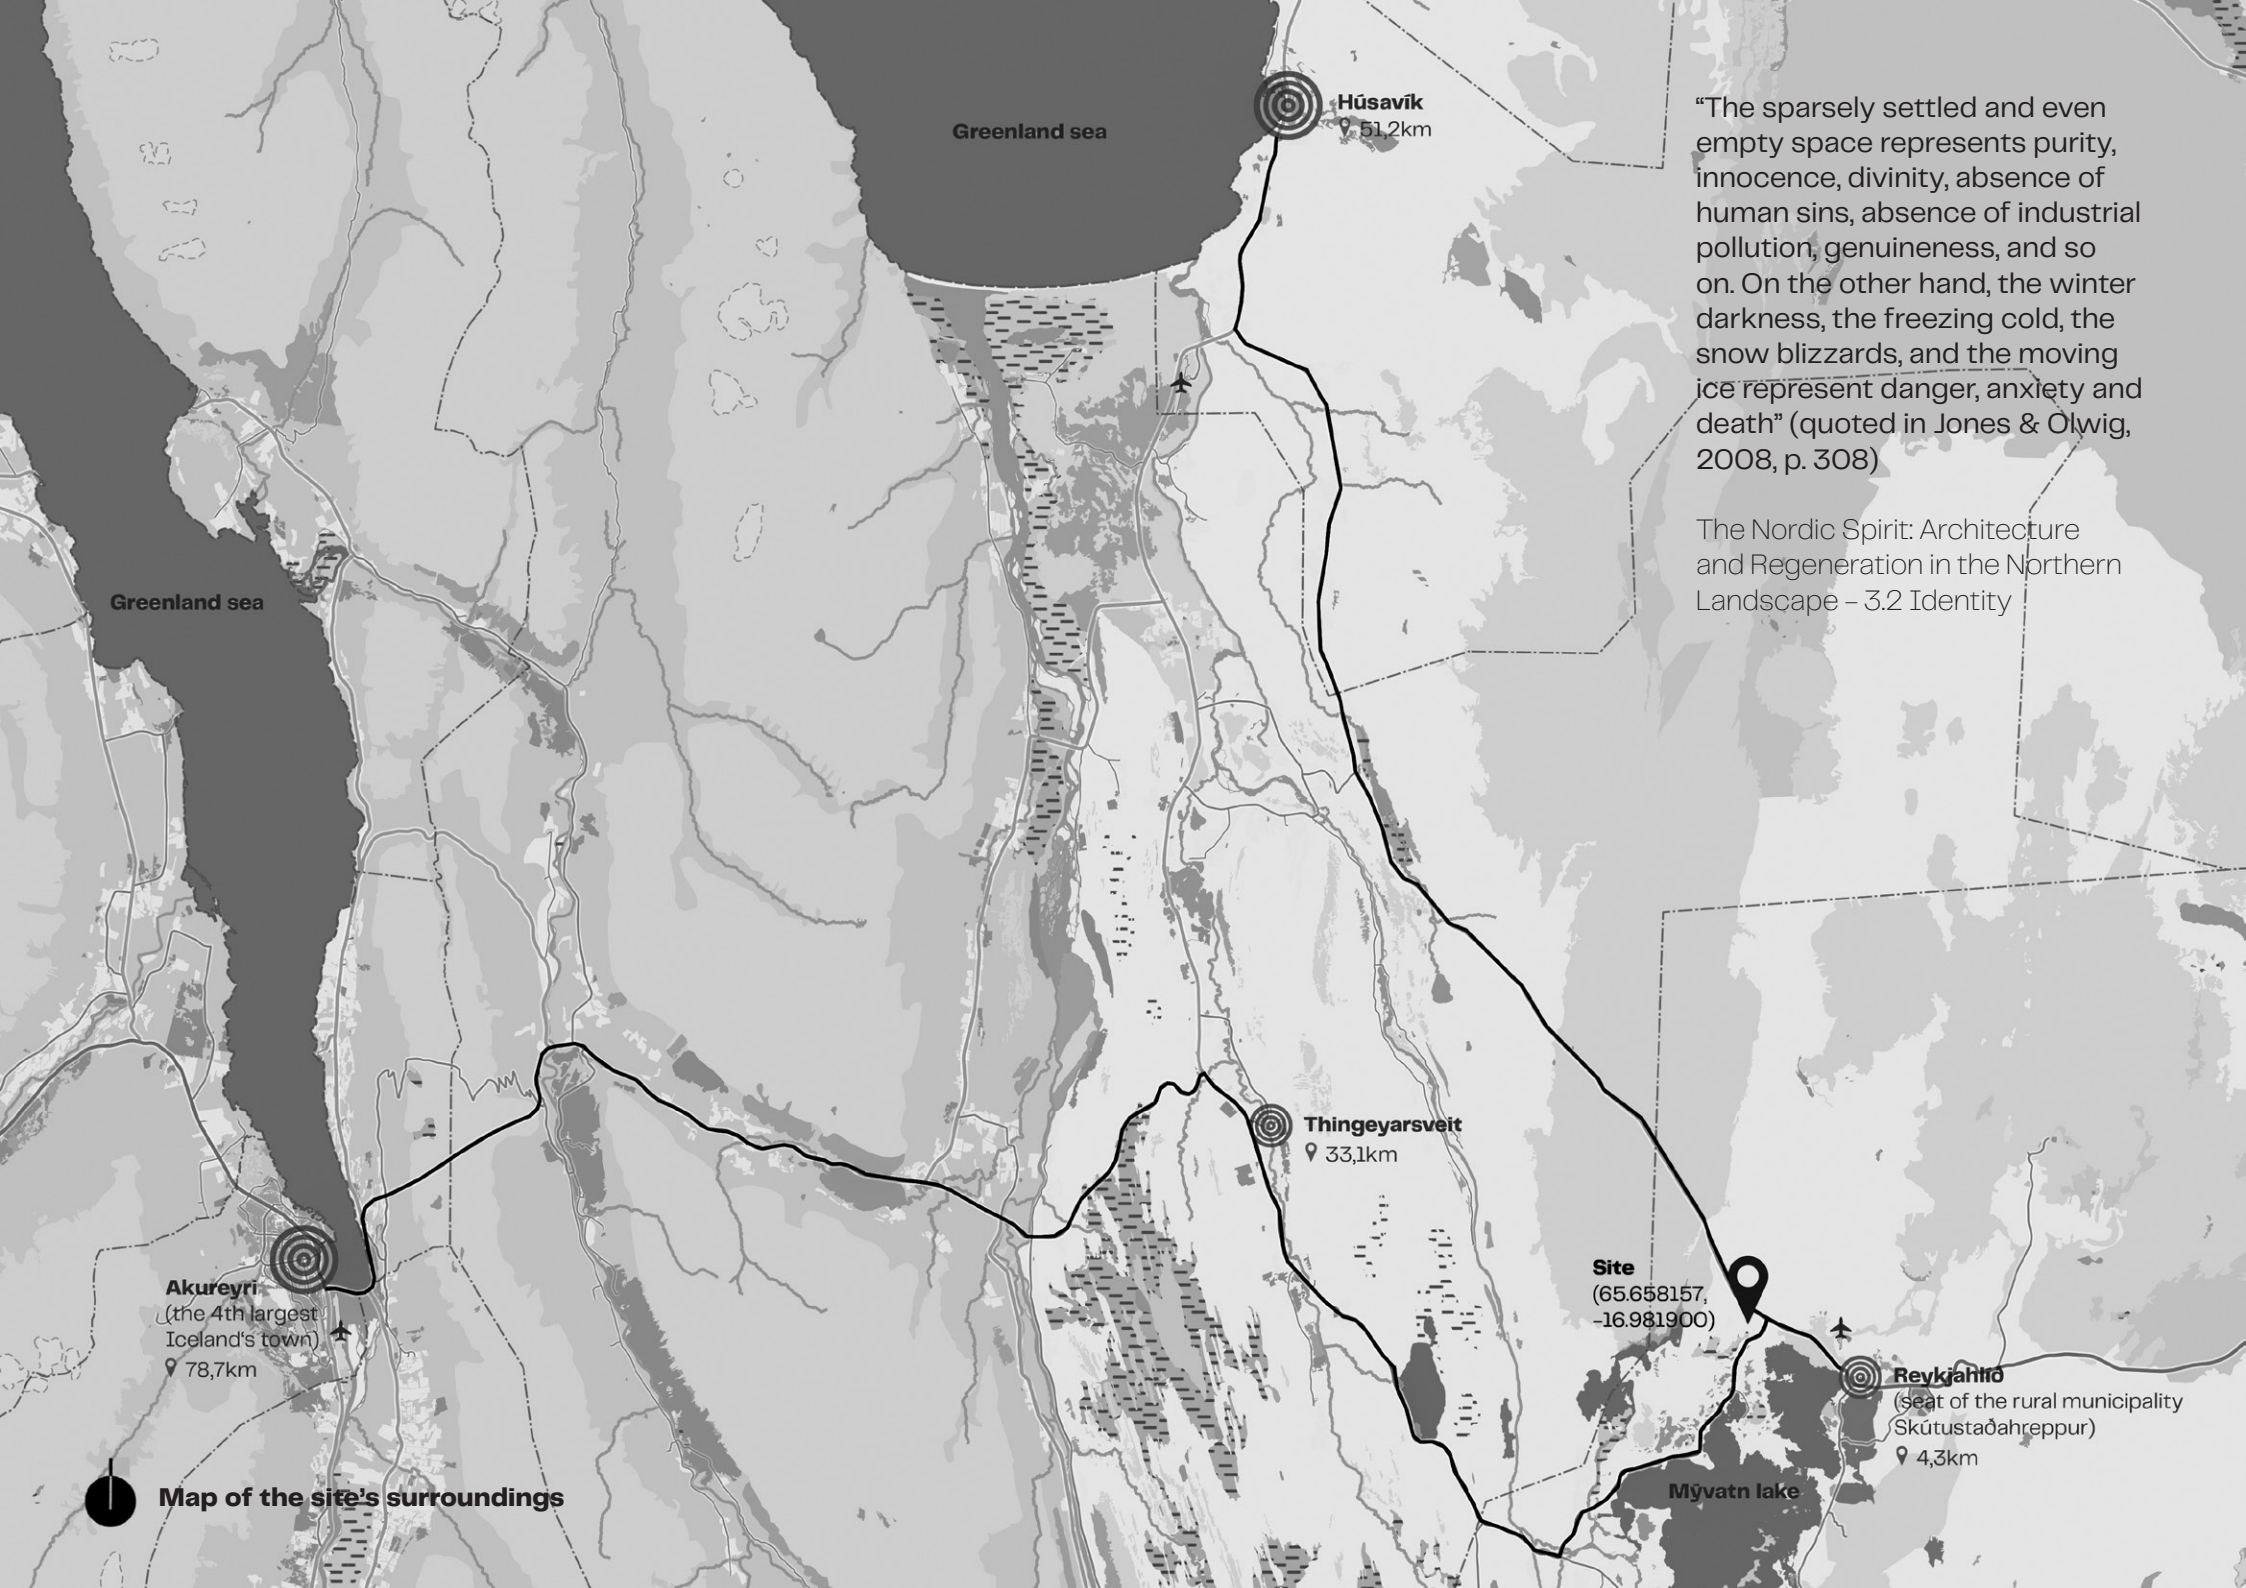 Greenland sea
Húsavík
51,2km
“The sparsely settled and even
empty space represents purity,
innocence, divinity, absence of
human sins, absence of industrial
pollution, genuineness, and so
on. On the other hand, the winter
darkness, the freezing cold, the
snow blizzards, and the moving
ice represent danger, anxiety and
death” (quoted in Jones & Olwig,
2008, p. 308)
The Nordic Spirit: Architecture
and Regeneration in the Northern
Landscape – 3.2 Identity
Greenland sea
Thingeyarsveit
33,1km
Site
(65.658157,
-16.981900)
Akureyri
(the 4th largest
Iceland's town)
78,7km
Reykjahlíð
(seat of the rural municipality
Skútustaðahreppur)
4,3km
Mývatn lake
Map of the site’s surroundings